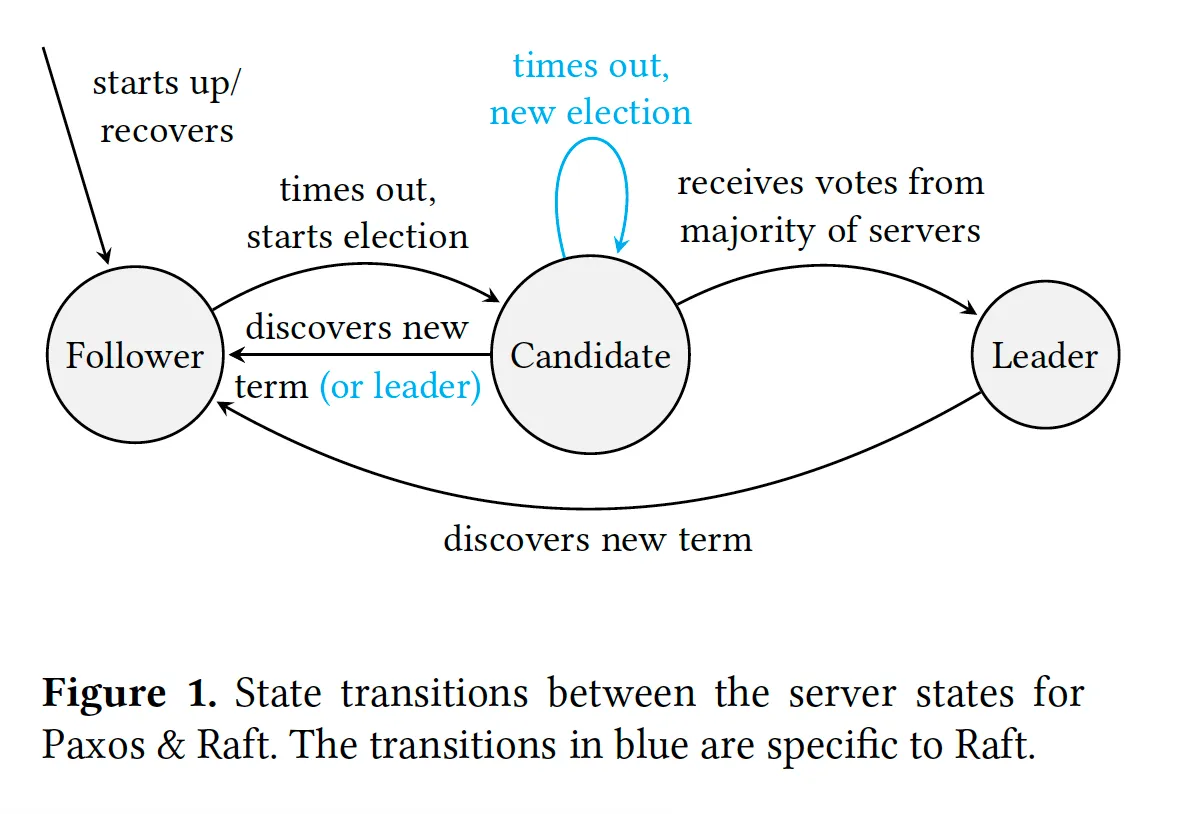 starts up/
recovers
times out,
new election
times out,
starts election
receives votes from
majority of servers
Follower
discovers new
term (or leader)
Candidate
Leader
discovers new term
Figure 1. State transitions between the server states for
Paxos & Raft. The transitions in blue are specific to Raft.